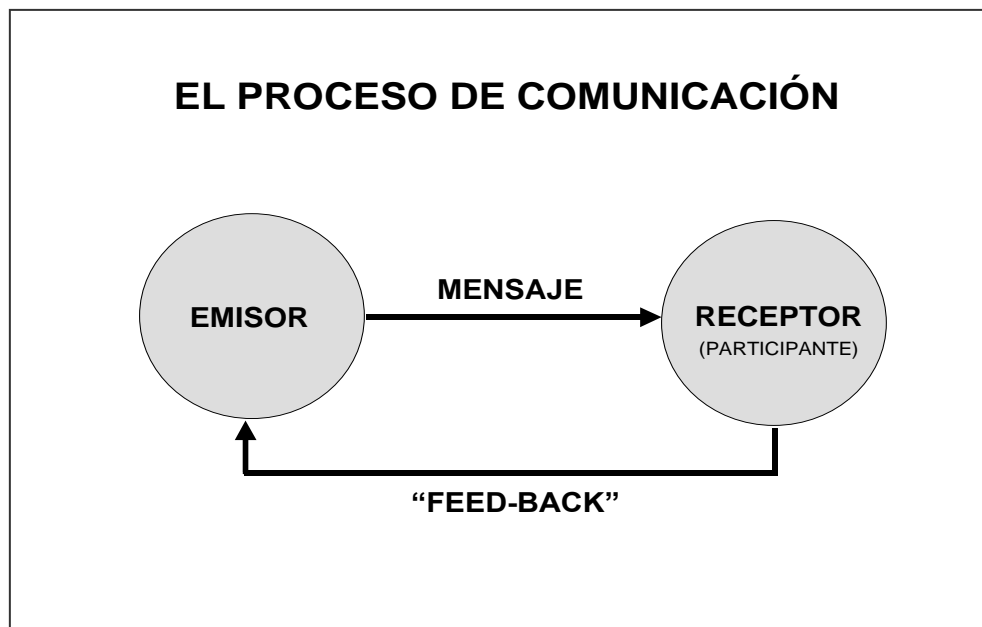 EL PROCESO DE COMUNICACIÓN
MENSAJE
EMISOR
RECEPTOR
(PARTICIPANTE)
“FEED-BACK”